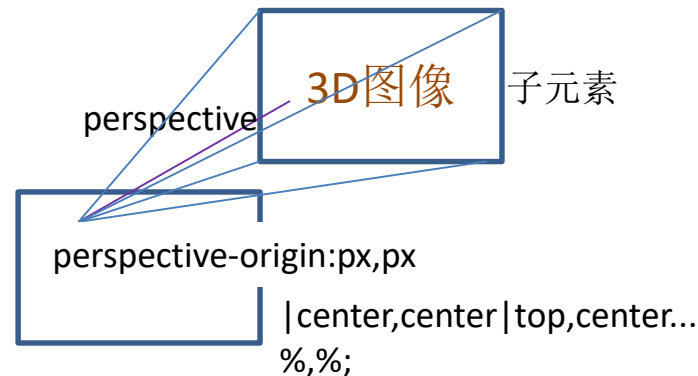 3D图像
子元素
perspective
perspective-origin:px,px
|center,center|top,center...
%,%;